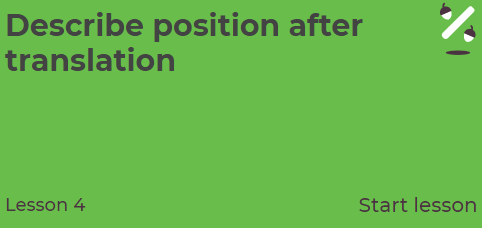 Describe position after
translation
Lesson 4
Start lesson